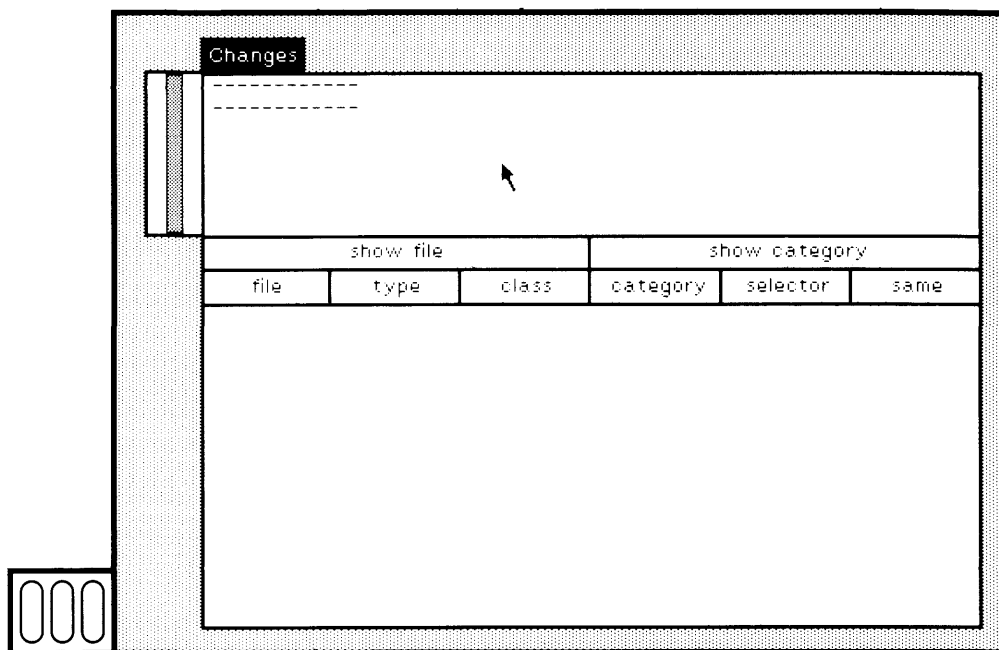 Changes
--------------
--------------
show file show category
file type class category selector same